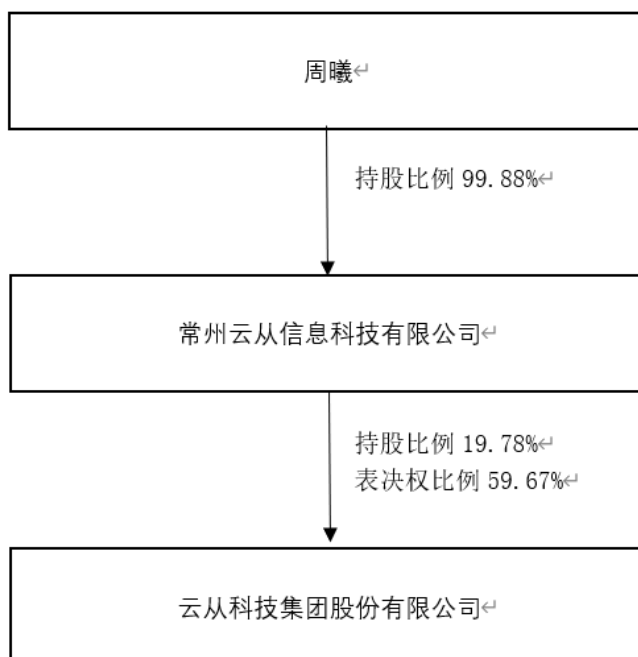 周曦↵
持股比例 99.88%↵
常州云从信息科技有限公司↵
持股比例 19.78%↵
表决权比例 59.67%↵
云从科技集团股份有限公司↵